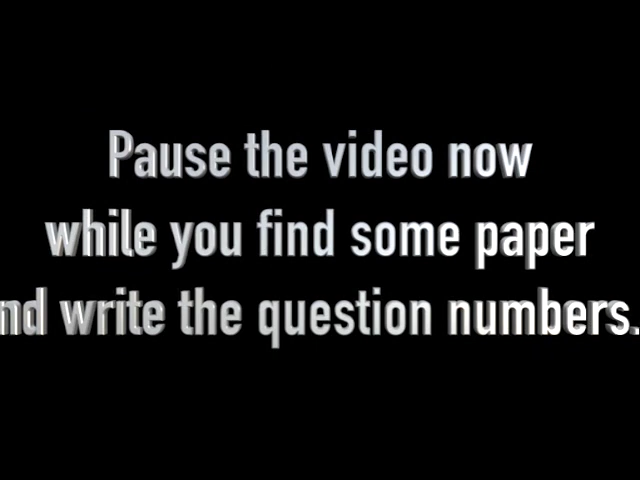 Pause the video now
while you find some paper
nd write the question numbers.